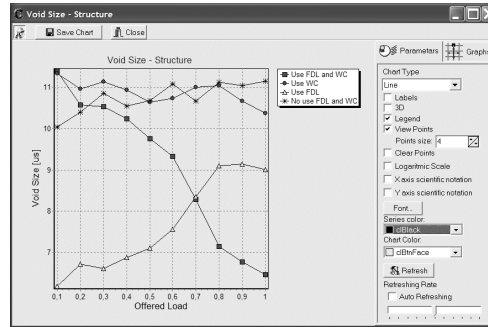 Void Size - Structure
Save Chart
Close
Void Size - Structure
Use FDL and WC
Use WC
Use FDL
No use FDL and WC
Void Size [us]
11
10
9
8
7
0,1 0,2 0,3 0,4 0,5 0,6 0,7 0,8 0,9 1
Offered Load
Parameters
Graphs
Chart Type
Line
Labels
3D
Legend
View Points
Points size: 4
Clear Points
Logaritmic Scale
X axis scientific notation
Y axis scientific notation
Font...
Series color:
clBlack
Chart Color:
clBtnFace
Refresh
Refreshing Rate
Auto Refreshing